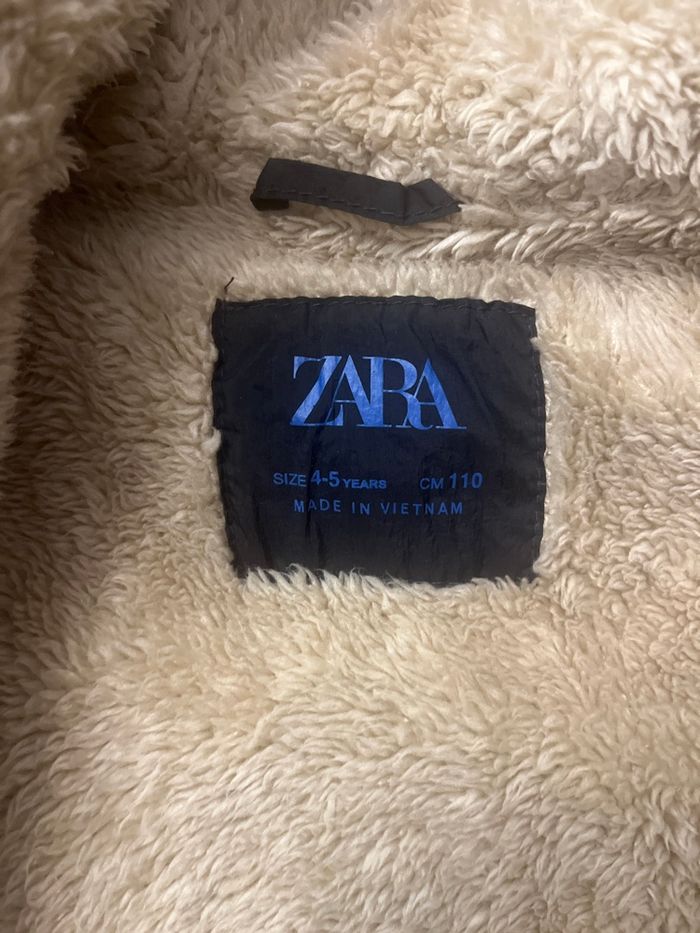 ZARA
SIZE 4-5 YEARS CM 110
MADE IN VIETNAM